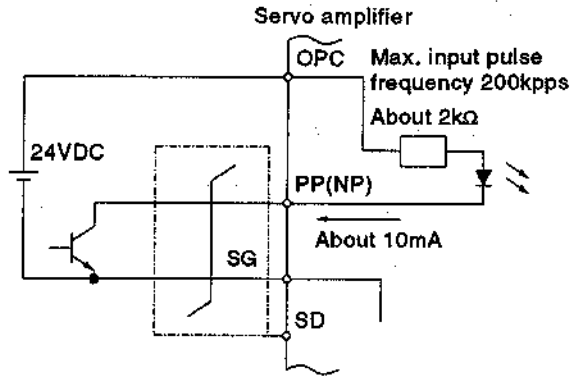 Servo amplifier
OPC
Max. input pulse
frequency 200kpps
About 2kΩ
24VDC
PP(NP)
About 10mA
SG
SD